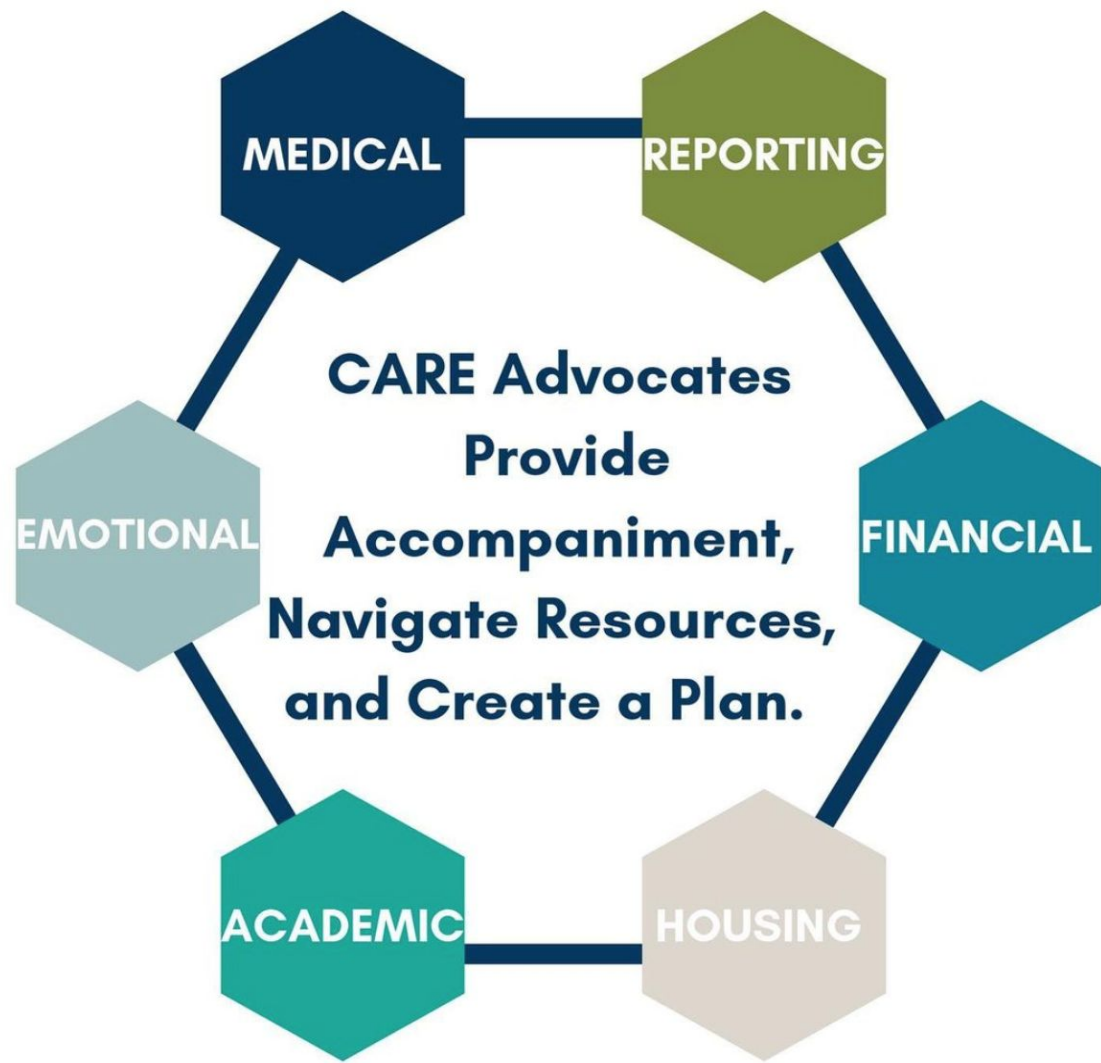 MEDICAL
REPORTING
CARE Advocates
Provide
Accompaniment,
Navigate Resources,
and Create a Plan.
EMOTIONAL
FINANCIAL
ACADEMIC
HOUSING